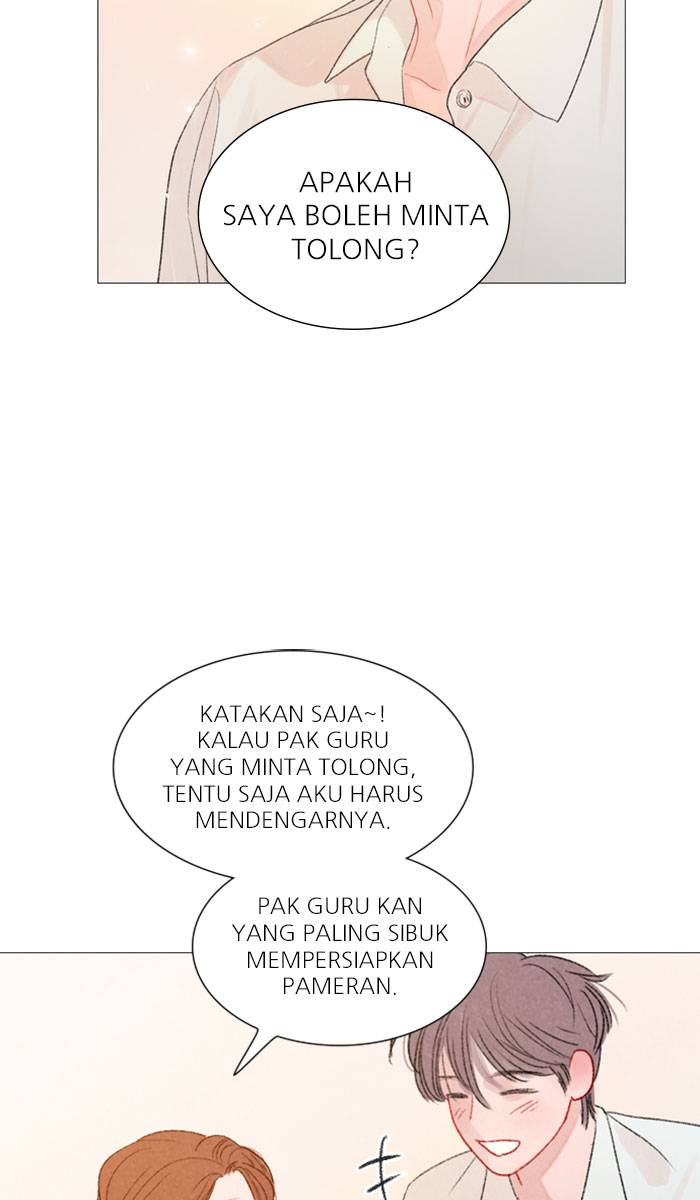 APAKAH
SAYA BOLEH MINTA
TOLONG?
KATAKAN SAJA~!
KALAU PAK GURU
YANG MINTA TOLONG,
TENTU SAJA AKU HARUS
MENDENGARNYA.
PAK GURU KAN
YANG PALING SIBUK
MEMPERSIAPKAN
PAMERAN.